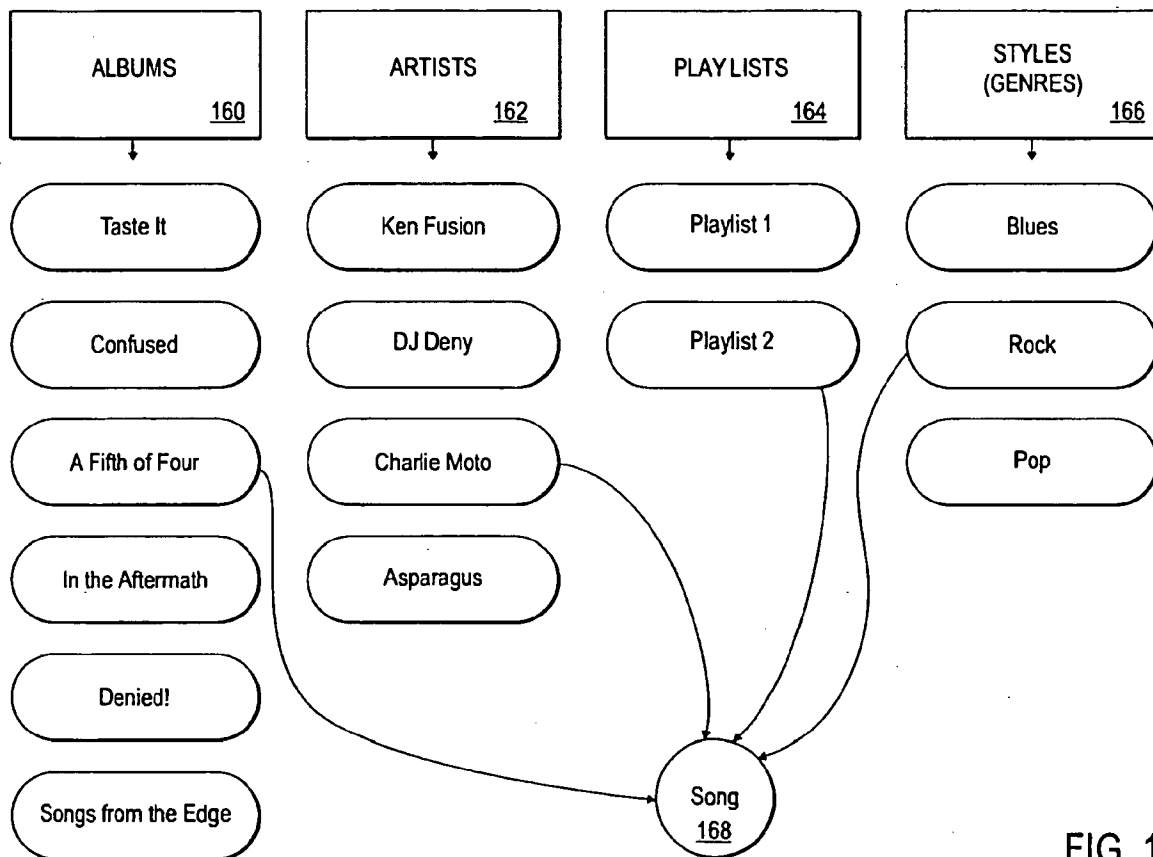 ALBUMS
160
ARTISTS
162
PLAYLISTS
164
STYLES
(GENRES)
166
Taste It
Ken Fusion
Playlist 1
Blues
Confused
DJ Deny
Playlist 2
Rock
A Fifth of Four
Charlie Moto
Pop
In the Aftermath
Asparagus
Denied!
Songs from the Edge
Song
168
FIG. 1